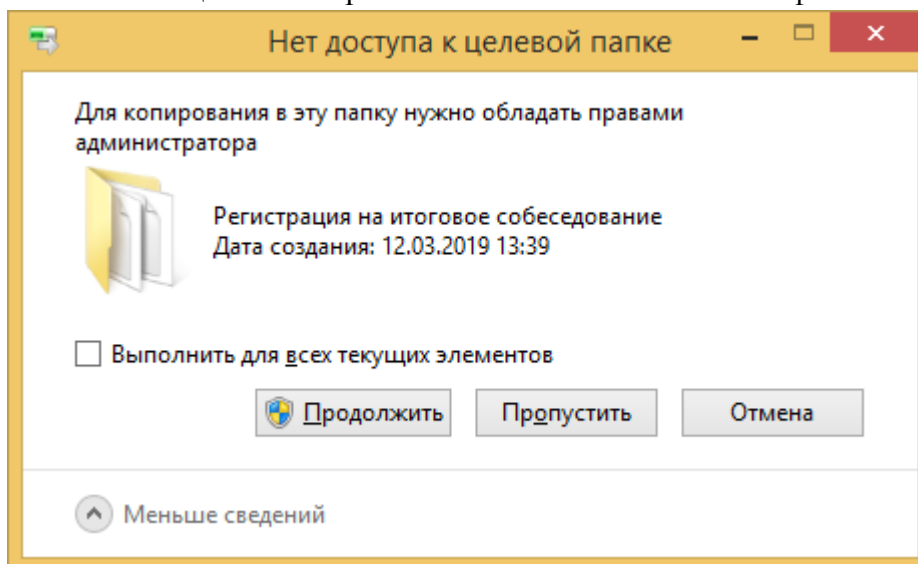 Нет доступа к целевой папке
Для копирования в эту папку нужно обладать правами
администратора
Регистрация на итоговое собеседование
Дата создания: 12.03.2019 13:39
Выполнить для всех текущих элементов
Продолжить Пропустить Отмена
Меньше сведений